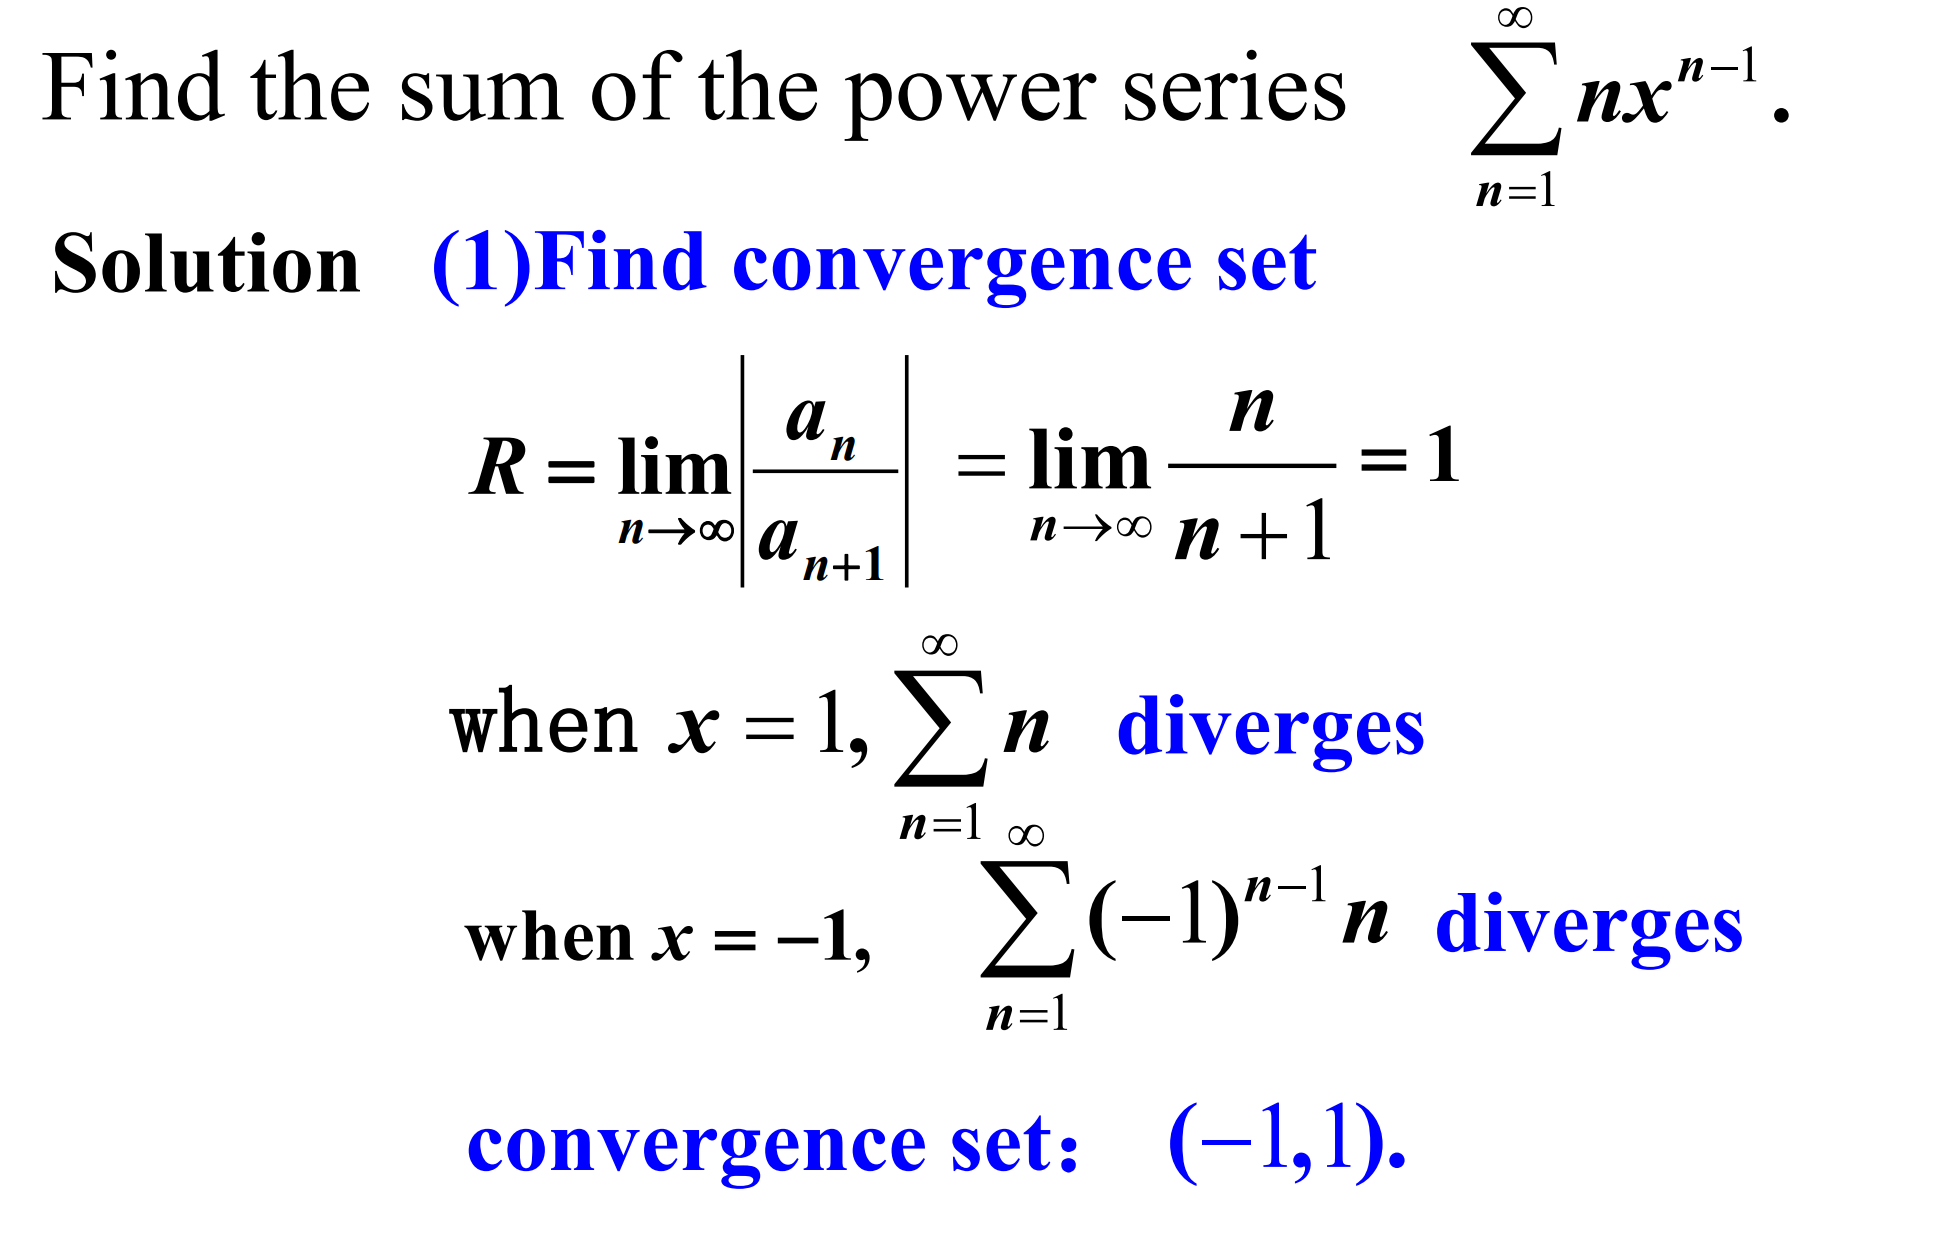 Find the sum of the power series $\sum_{n=1}^{\infty} nx^{n-1}$.
Solution (1)Find convergence set
$R = \lim_{n\to\infty} \left| \frac{a_n}{a_{n+1}} \right| = \lim_{n\to\infty} \frac{n}{n+1} = 1$
when $x = 1$, $\sum_{n=1}^{\infty} n$ diverges
when $x = -1$, $\sum_{n=1}^{\infty} (-1)^{n-1} n$ diverges
convergence set： $(-1,1)$.